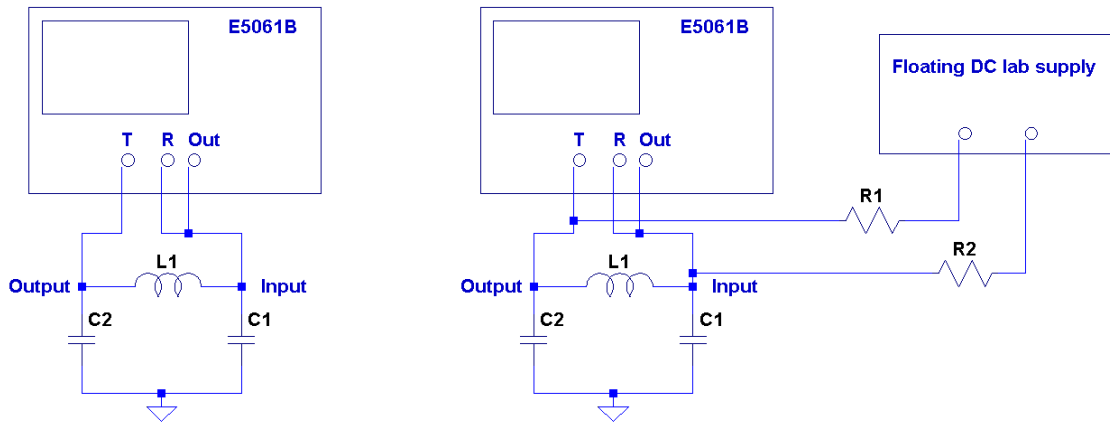 E5061B
T R Out
L1
Output Input
C2 C1
E5061B
T R Out
L1
Output Input
C2 C1
Floating DC lab supply
R1
R2